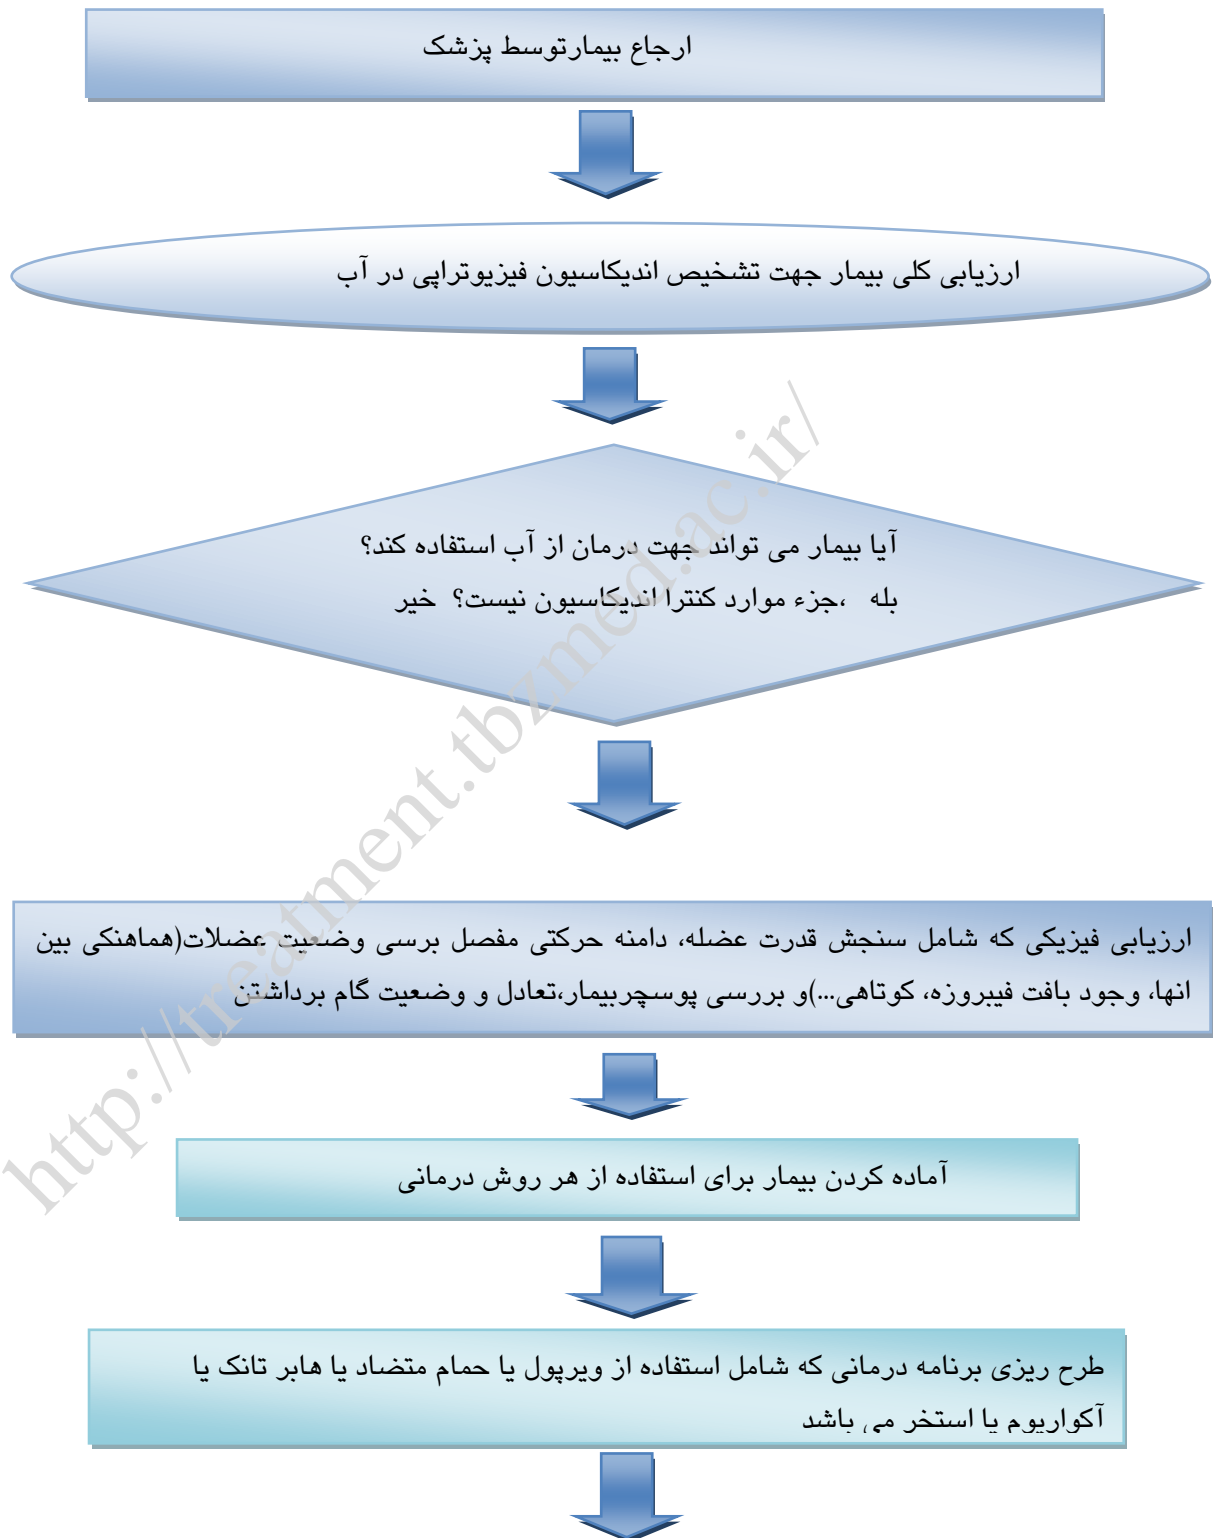 ارجاع بیمارتوسط پزشک
ارزیابی کلی بیمار جهت تشخیص اندیکاسیون فیزیوتراپی در آب
آیا بیمار می تواند جهت درمان از آب استفاده کند؟
بله ،جزء موارد کنترا اندیکاسیون نیست؟ خیر
ارزیابی فیزیکی که شامل سنجش قدرت عضله، دامنه حرکتی مفصل برسی وضعیت عضلات(هماهنکی بین
انها، وجود بافت فیبروزه، کوتاهی...)و بررسی پوسچربیمار،تعادل و وضعیت گام برداشتن
آماده کردن بیمار برای استفاده از هر روش درمانی
طرح ریزی برنامه درمانی که شامل استفاده از ویرپول یا حمام متضاد یا هابر تانک یا
آکواریوم یا استخر می باشد
http://treatment.tbzmed.ac.ir/